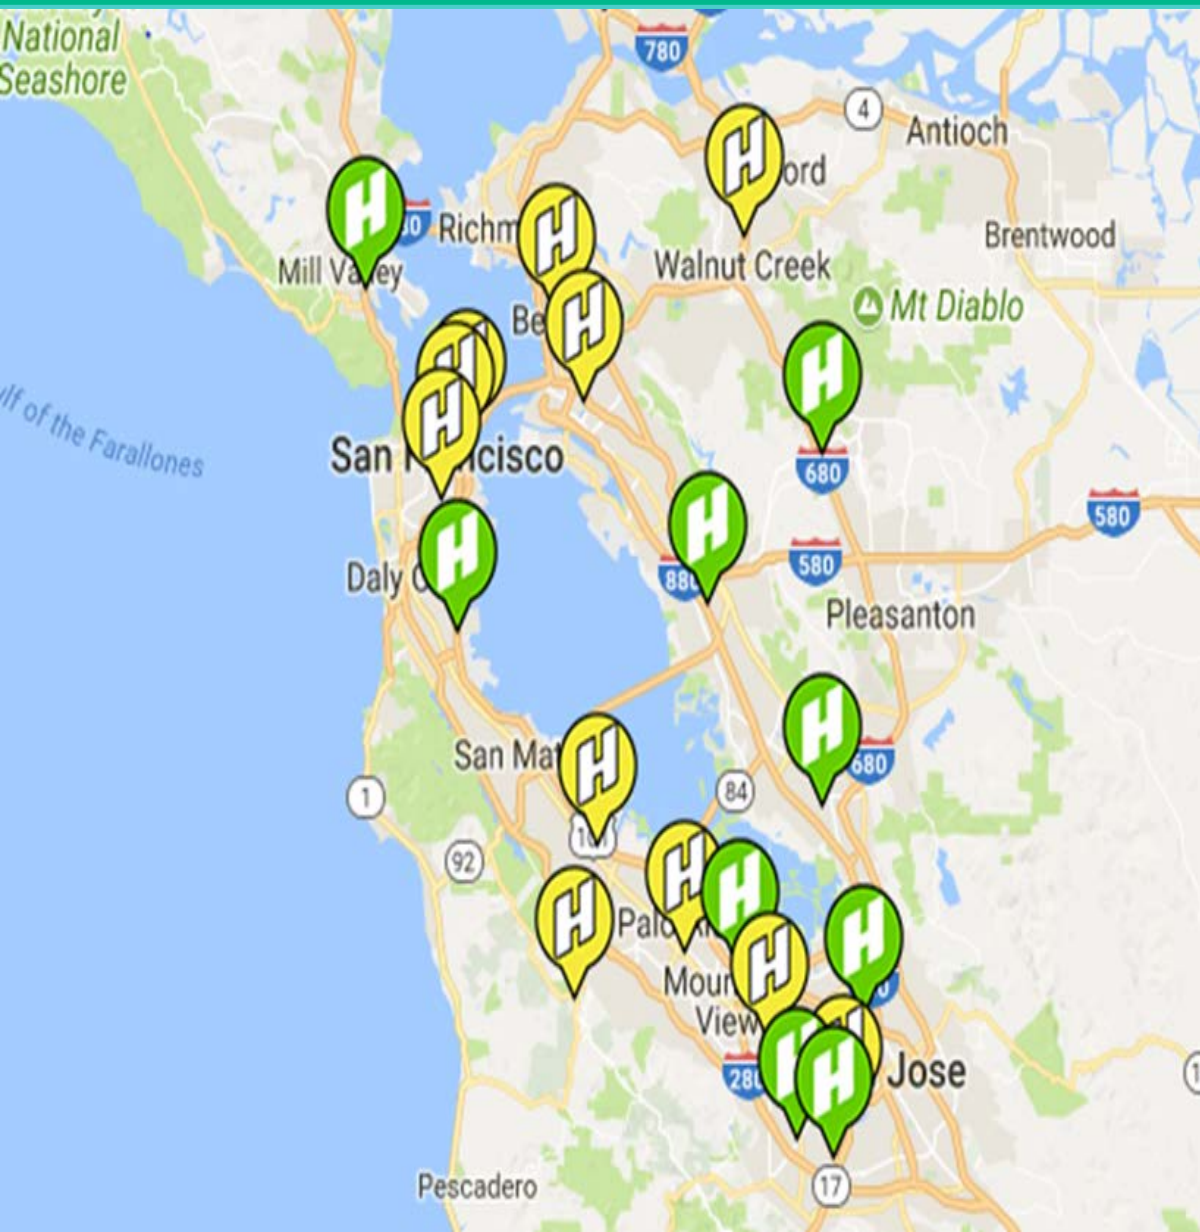 National
Seashore
780
4
Antioch
H
ord
H
Richm
H
Brentwood
Mill Va ey
Walnut Creek
Mt Diablo
Be
H
H
H
H
lf of the Farallones
San F ncisco
680
H
580
580
880
Daly C
H
Pleasanton
H
San Mat
H
680
1
84
92
H
H
H
Palo
H
H
Moun
View
280
H
H
Jose
Pescadero
17